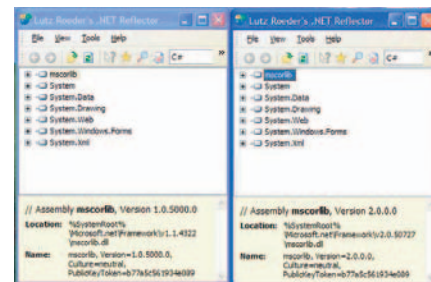 Lutz Roeder's .NET Reflector
File View Tools Help
C#
mscorlib
System
System.Data
System.Drawing
System.Web
System.Windows.Forms
System.Xml
// Assembly mscorlib, Version 1.0.5000.0
Location: %SystemRoot%
\Microsoft.net\Framework\v1.1.4322
\mscorlib.dll
Name: mscorlib, Version=1.0.5000.0,
Culture=neutral,
PublicKeyToken=b77a5c561934e089
Lutz Roeder's .NET Reflector
File View Tools Help
C#
mscorlib
System
System.Data
System.Drawing
System.Web
System.Windows.Forms
System.Xml
// Assembly mscorlib, Version 2.0.0.0
Location: %SystemRoot%
\Microsoft.net\Framework\v2.0.50727
\mscorlib.dll
Name: mscorlib, Version=2.0.0.0,
Culture=neutral,
PublicKeyToken=b77a5c561934e089